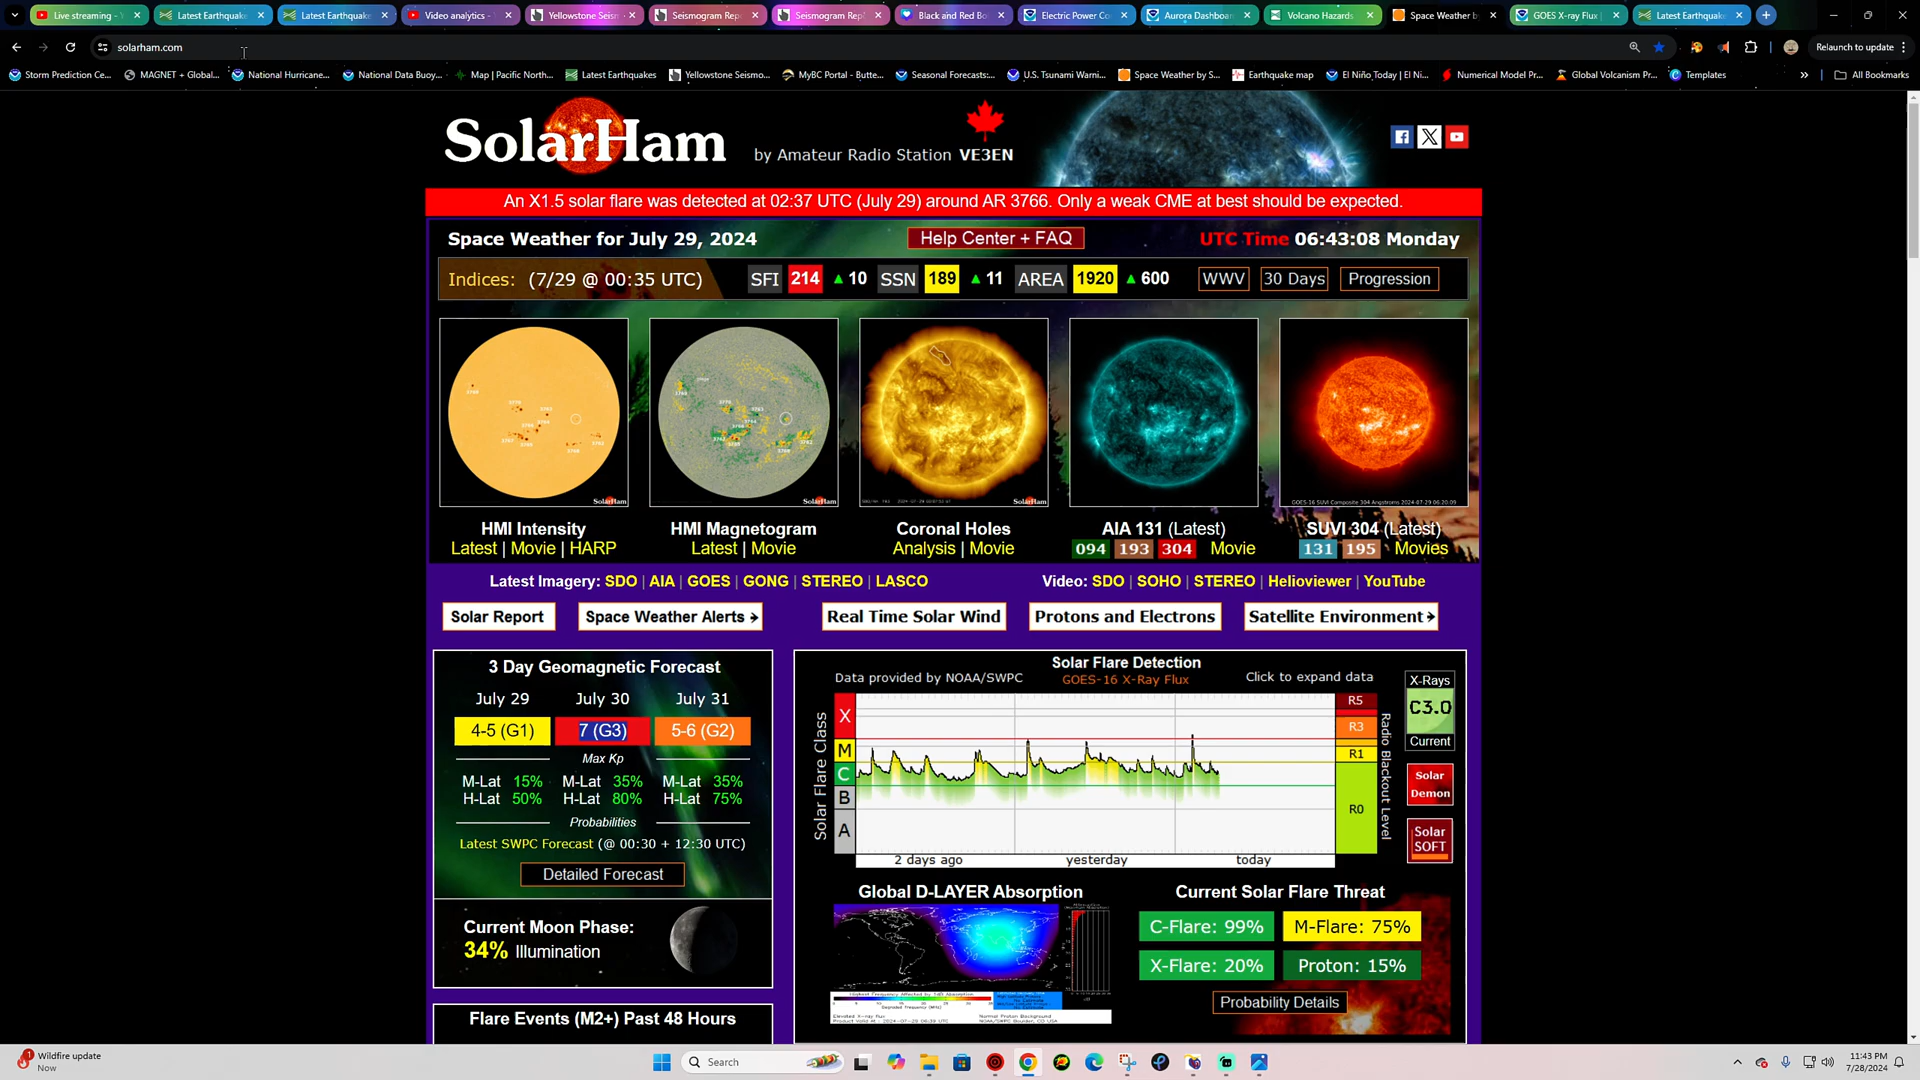 Live streaming - Y
Latest Earthquake
Latest Earthquake
Video analytics -
Yellowstone Seism
Seismogram Rep
Seismogram Rep
Black and Red Bo
Electric Power Co
Aurora Dashboar
Volcano Hazards
Space Weather b
GOES X-ray Flux
Latest Earthquake
solarham.com
Relaunch to update
Storm Prediction Ce...
MAGNET + Global...
National Hurricane...
National Data Buoy...
Map | Pacific North...
Latest Earthquakes
Yellowstone Seismo...
MyBC Portal - Butte...
Seasonal Forecasts:...
U.S. Tsunami Warni...
Space Weather by S...
Earthquake map
El Niño Today | El Ni...
Numerical Model Pr...
Global Volcanism Pr...
Templates
All Bookmarks
SolarHam
by Amateur Radio Station VE3EN
An X1.5 solar flare was detected at 02:37 UTC (July 29) around AR 3766. Only a weak CME at best should be expected.
Space Weather for July 29, 2024
Help Center + FAQ
UTC Time 06:43:08 Monday
Indices: (7/29 @ 00:35 UTC)
SFI 214 ▲ 10 SSN 189 ▲ 11 AREA 1920 ▲ 600
WWV 30 Days Progression
SolarHam
SolarHam
SolarHam
GOES-16 SUVI Composite 304 Angstroms 2024-07-29 06:20:09
HMI Intensity
Latest | Movie | HARP
HMI Magnetogram
Latest | Movie
Coronal Holes
Analysis | Movie
AIA 131 (Latest)
094 193 304 Movie
SUVI 304 (Latest)
131 195 Movies
Latest Imagery: SDO | AIA | GOES | GONG | STEREO | LASCO
Video: SDO | SOHO | STEREO | Helioviewer | YouTube
Solar Report
Space Weather Alerts →
Real Time Solar Wind
Protons and Electrons
Satellite Environment →
3 Day Geomagnetic Forecast
July 29 July 30 July 31
4-5 (G1) 7 (G3) 5-6 (G2)
Max Kp
M-Lat 15% M-Lat 35% M-Lat 35%
H-Lat 50% H-Lat 80% H-Lat 75%
Probabilities
Latest SWPC Forecast (@ 00:30 + 12:30 UTC)
Detailed Forecast
Current Moon Phase:
34% Illumination
Flare Events (M2+) Past 48 Hours
Solar Flare Detection
Data provided by NOAA/SWPC
GOES-16 X-Ray Flux
Click to expand data
Solar Flare Class
X
M
C
B
A
R5
R3
R1
R0
Radio Blackout Level
2 days ago yesterday today
X-Rays
C3.0
Current
Solar
Demon
Solar
SOFT
Global D-LAYER Absorption
Current Solar Flare Threat
C-Flare: 99%
M-Flare: 75%
X-Flare: 20%
Proton: 15%
Probability Details
Wildfire update
Now
Search
11:43 PM
7/28/2024